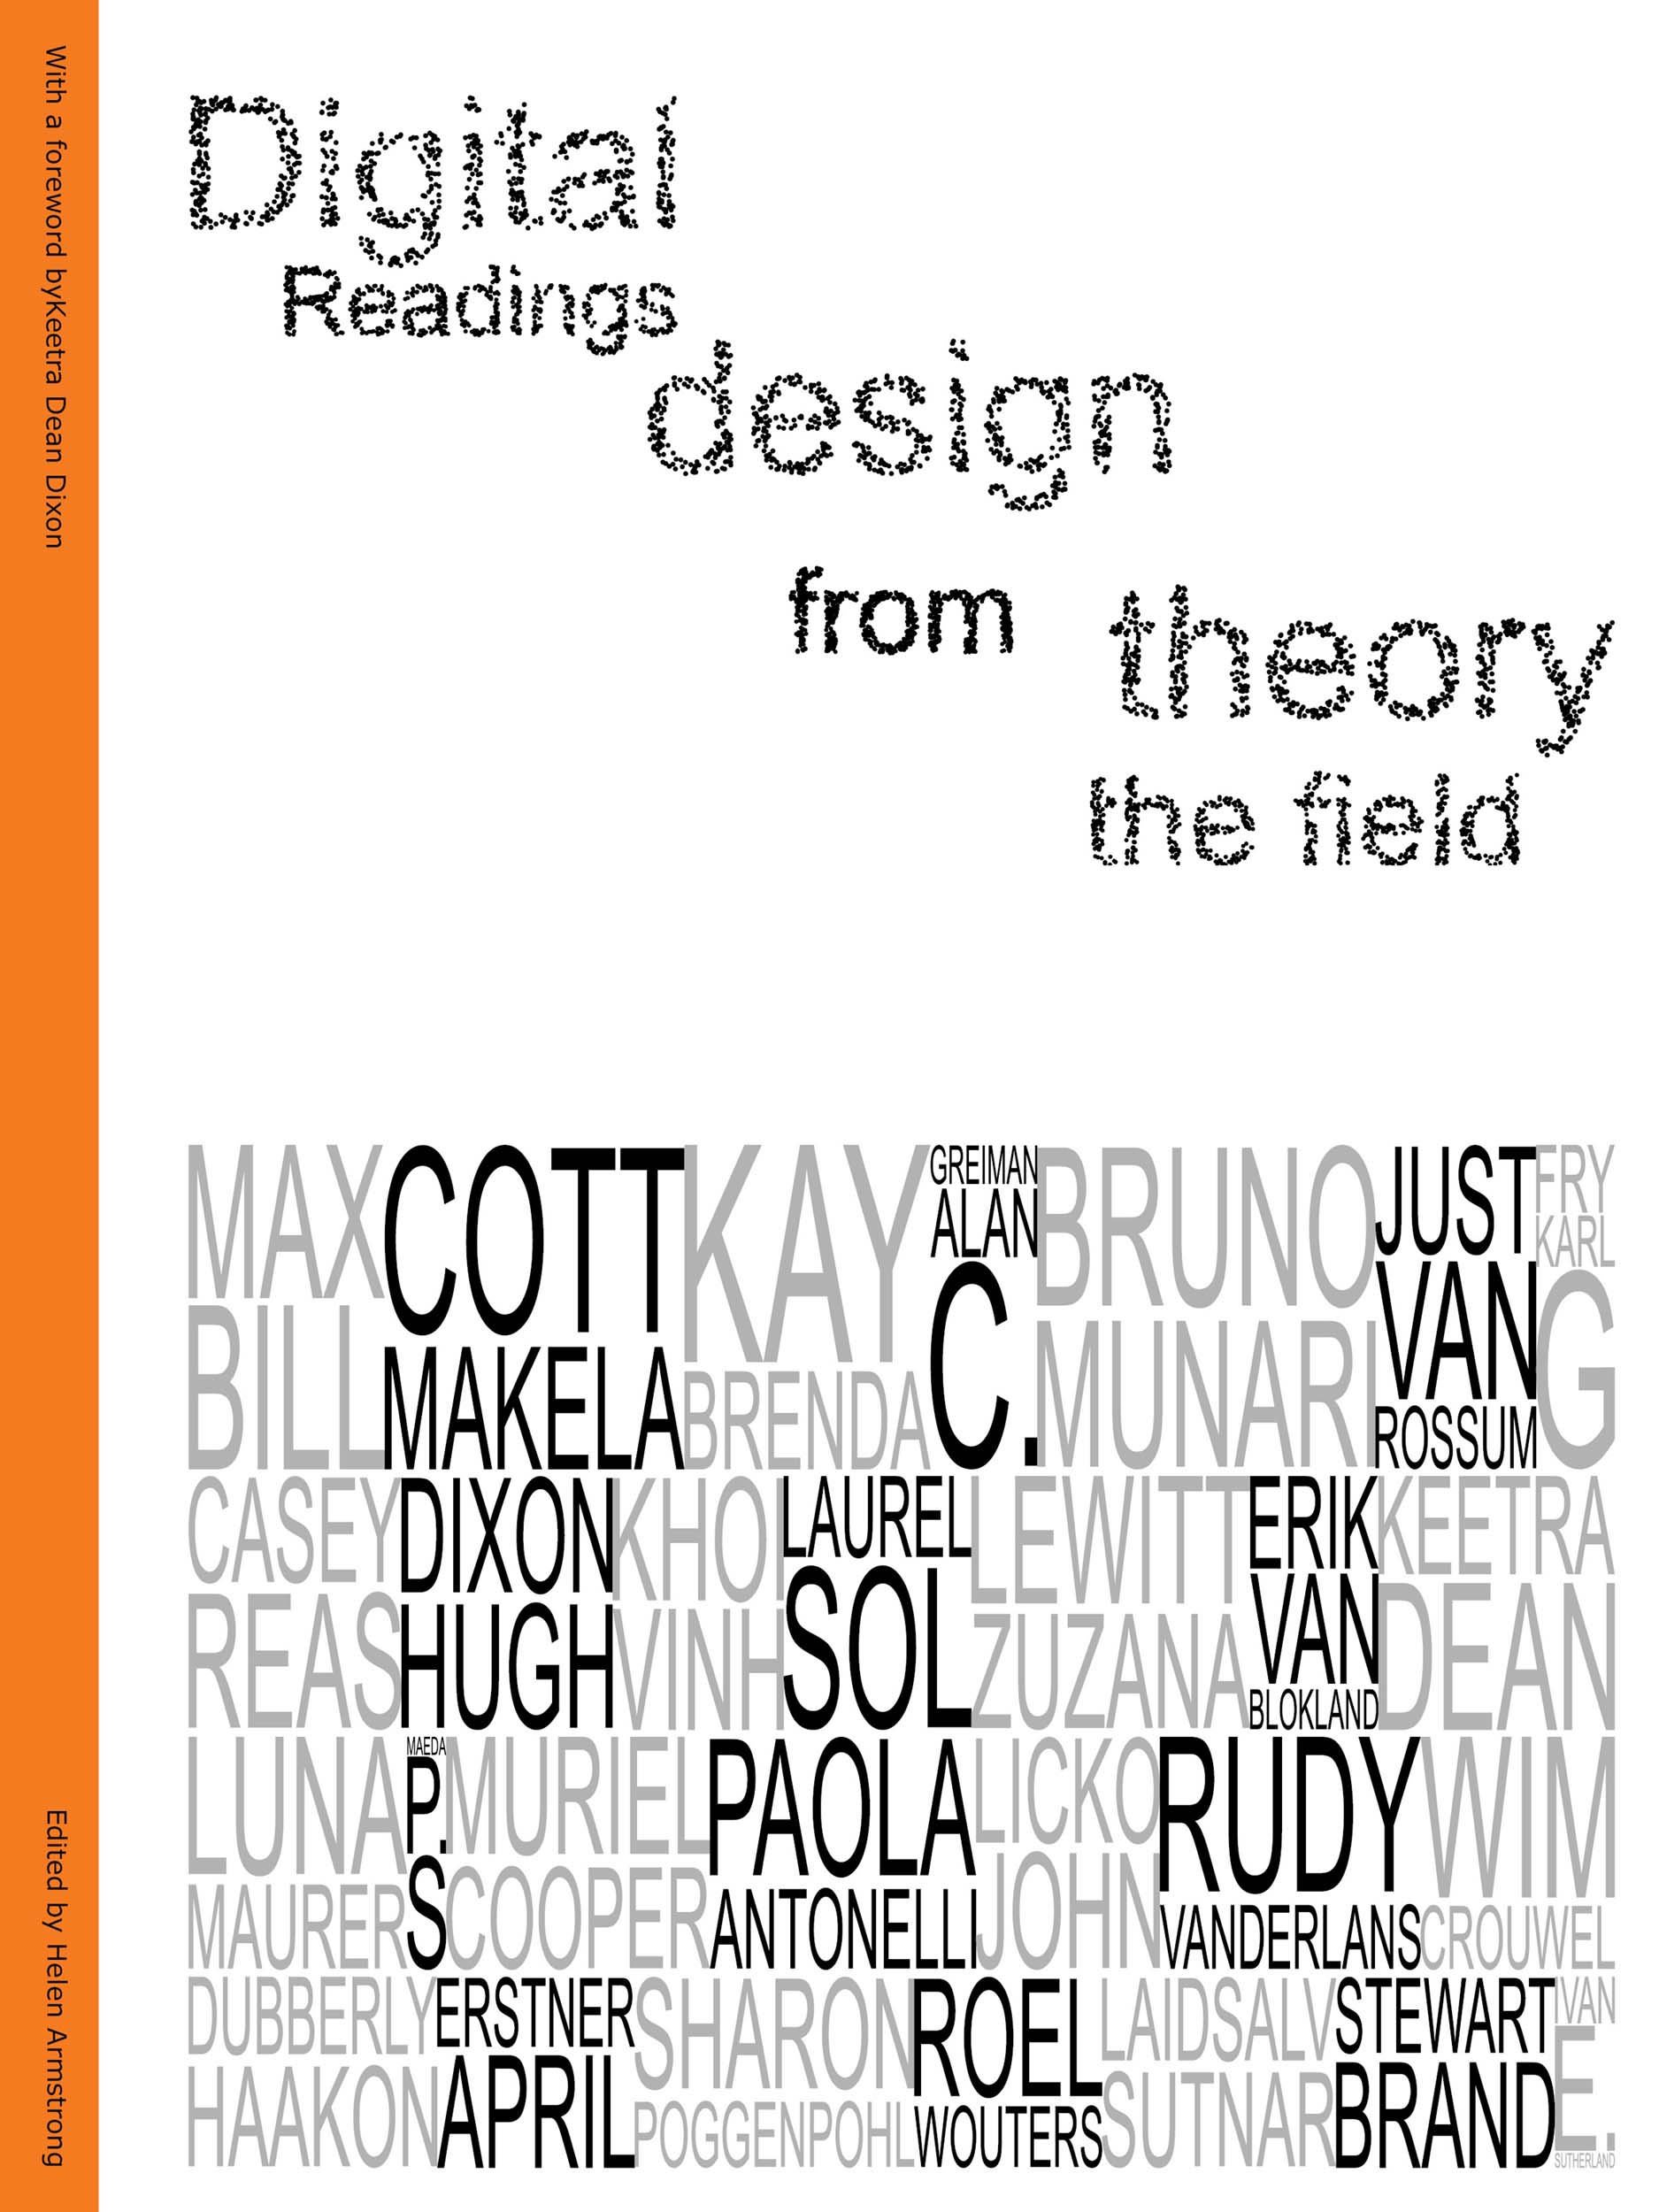 With a foreword byKeetra Dean Dixon
Edited by Helen Armstrong
Digital
Readings
design
from
theory
the field
MAX
BILL
COTT
MAKELA
KAY
BRENDA
GREIMAN
ALAN
C.
BRUNO
MUNARI
JUST
VAN
ROSSUM
FRY
KARL
G
CASEY
REAS
DIXON
HUGH
KHOI
VINH
LAUREL
SOL
LEWITT
ZUZANA
ERIK
VAN
BLOKLAND
KEETRA
DEAN
LUNA
MAURER
MAEDA
P.
S
MURIEL
COOPER
PAOLA
ANTONELLI
LICKO
JOHN
RUDY
VANDERLANS
WIM
CROUWEL
DUBBERLY
HAAKON
ERSTNER
APRIL
SHARON
POGGENPOHL
ROEL
WOUTERS
LAIDSALV
SUTNAR
STEWART
BRAND
IVAN
E.
SUTHERLAND